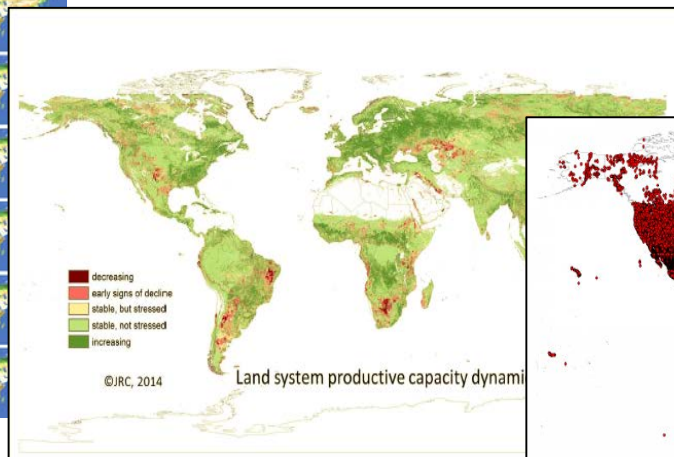 decreasing
early signs of decline
stable, but stressed
stable, not stressed
increasing
©JRC, 2014
Land system productive capacity dynami